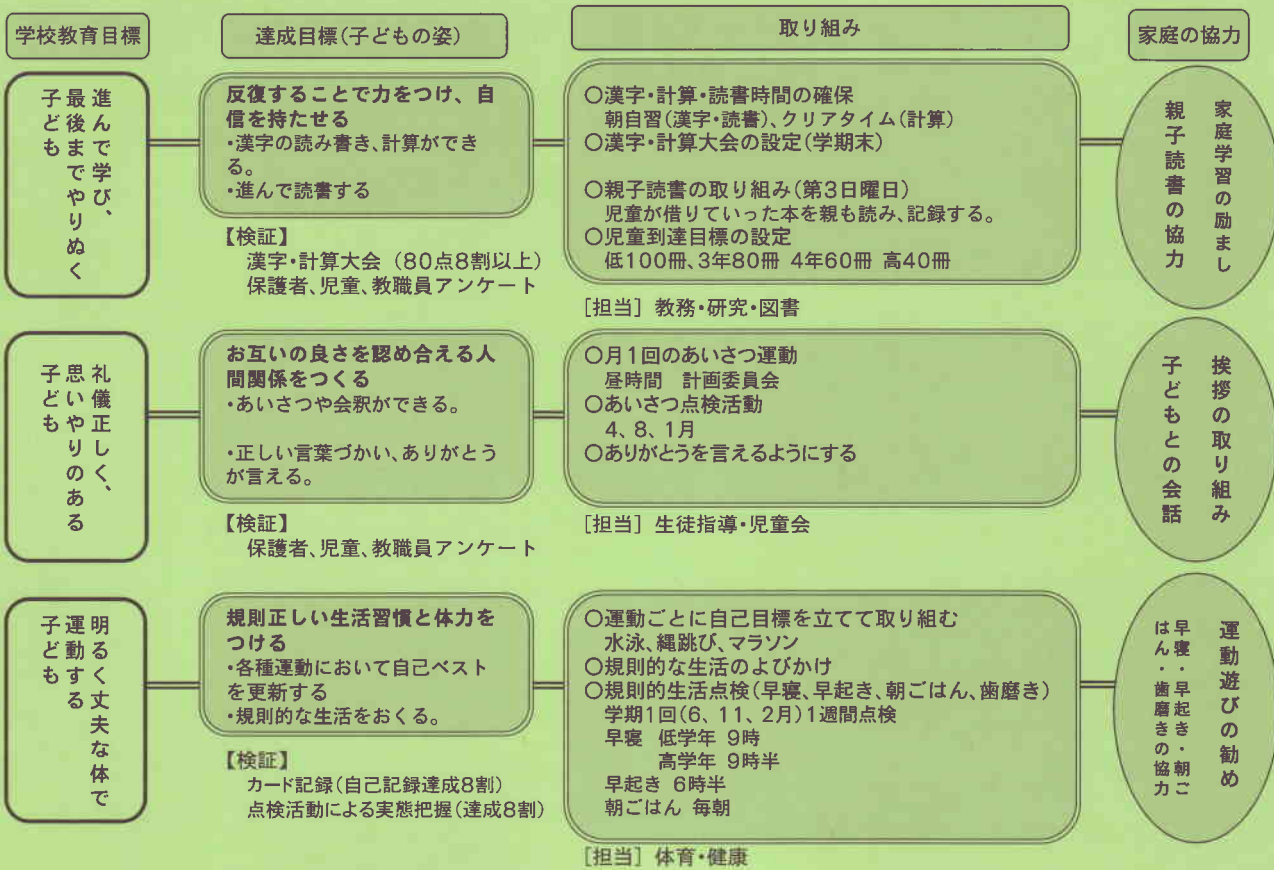 学校教育目標
達成目標(子どもの姿)
取り組み
家庭の協力
進んで学び、
最後までやりぬく
子ども
反復することで力をつけ、自
信を持たせる
・漢字の読み書き、計算ができ
る。
・進んで読書する
【検証】
漢字・計算大会 (80点8割以上)
保護者、児童、教職員アンケート
○漢字・計算・読書時間の確保
朝自習(漢字・読書)、クリアタイム(計算)
○漢字・計算大会の設定(学期末)
○親子読書の取り組み(第3日曜日)
児童が借りていった本を親も読み、記録する。
○児童到達目標の設定
低100冊、3年80冊 4年60冊 高40冊
[担当] 教務・研究・図書
家庭学習の励まし
親子読書の協力
礼儀正しく、
思いやりのある
子ども
お互いの良さを認め合える人
間関係をつくる
・あいさつや会釈ができる。
・正しい言葉づかい、ありがとう
が言える。
【検証】
保護者、児童、教職員アンケート
○月1回のあいさつ運動
昼時間 計画委員会
○あいさつ点検活動
4、8、1月
○ありがとうを言えるようにする
[担当] 生徒指導・児童会
挨拶の取り組み
子どもとの会話
明るく丈夫な体で
運動する
子ども
規則正しい生活習慣と体力を
つける
・各種運動において自己ベスト
を更新する
・規則的な生活をおくる。
【検証】
カード記録(自己記録達成8割)
点検活動による実態把握(達成8割)
○運動ごとに自己目標を立てて取り組む
水泳、縄跳び、マラソン
○規則的な生活のよびかけ
○規則的生活点検(早寝、早起き、朝ごはん、歯磨き)
学期1回(6、11、2月)1週間点検
早寝 低学年 9時
高学年 9時半
早起き 6時半
朝ごはん 毎朝
[担当] 体育・健康
運動遊びの勧め
早寝・早起き・朝ご
はん・歯磨きの協力